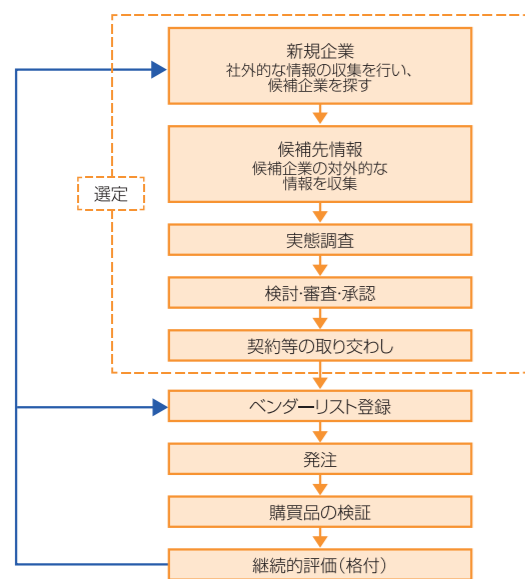 新規企業
社外的な情報の収集を行い、
候補企業を探す
候補先情報
候補企業の対外的な
情報を収集
選定
実態調査
検討・審査・承認
契約等の取り交わし
ベンダーリスト登録
発注
購買品の検証
継続的評価(格付)